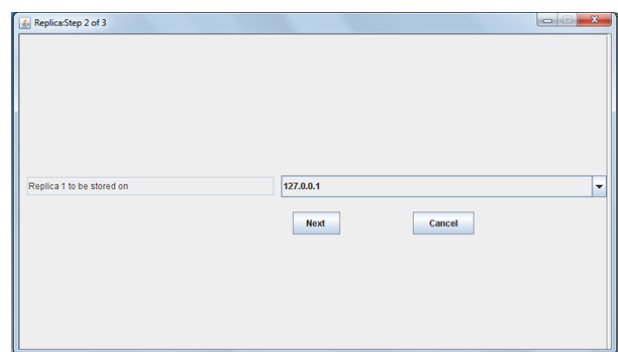 Replica:Step 2 of 3
Replica 1 to be stored on
127.0.0.1
Next
Cancel